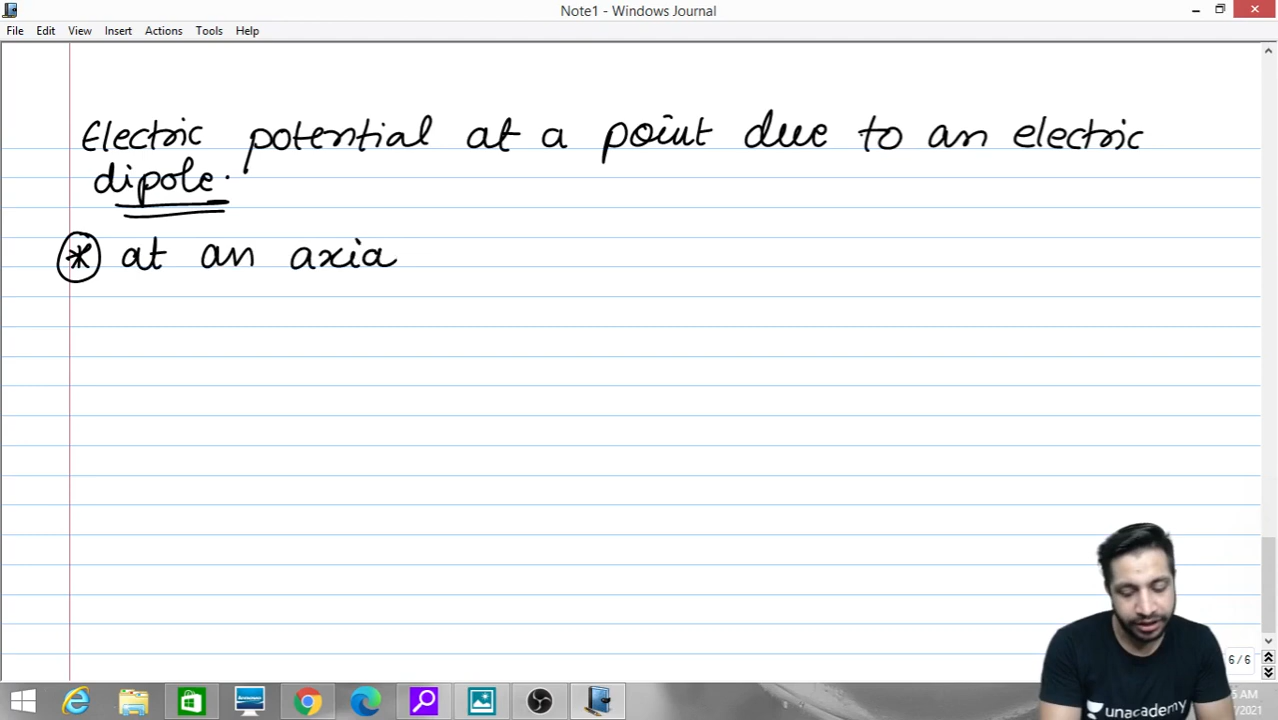 Note1 - Windows Journal
File Edit View Insert Actions Tools Help
Electric potential at a point due to an electric
dipole.
* at an axia
6/6
unacademy